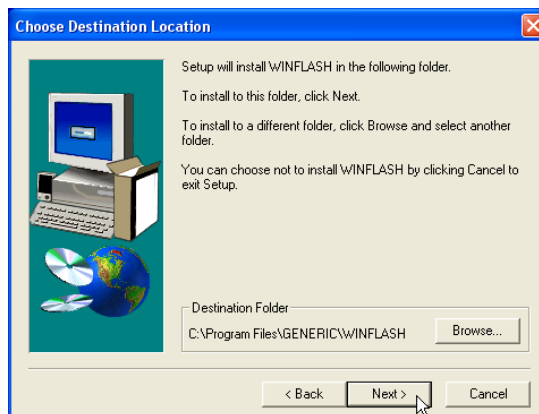 Choose Destination Location
Setup will install WINFLASH in the following folder.
To install to this folder, click Next.
To install to a different folder, click Browse and select another
folder.
You can choose not to install WINFLASH by clicking Cancel to
exit Setup.
Destination Folder
C:\Program Files\GENERIC\WINFLASH
Browse...
< Back
Next >
Cancel